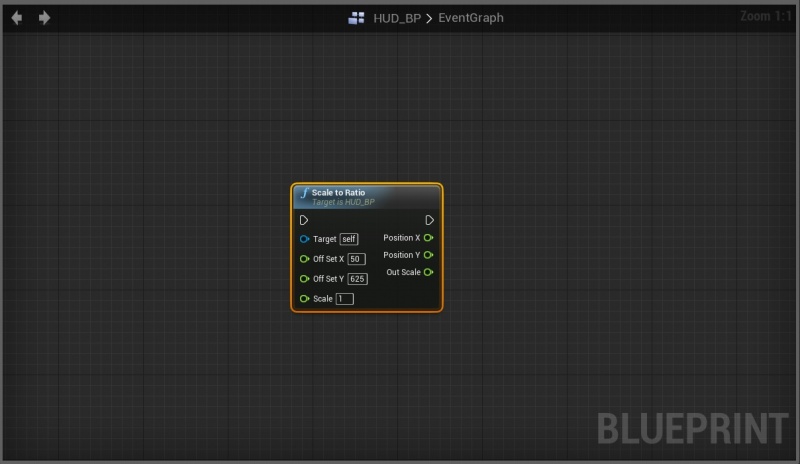 HUD_BP > EventGraph
Zoom 1:1
f Scale to Ratio
Target is HUD_BP
Target self
Position X
Off Set X 50
Position Y
Off Set Y 625
Out Scale
Scale 1
BLUEPRINT